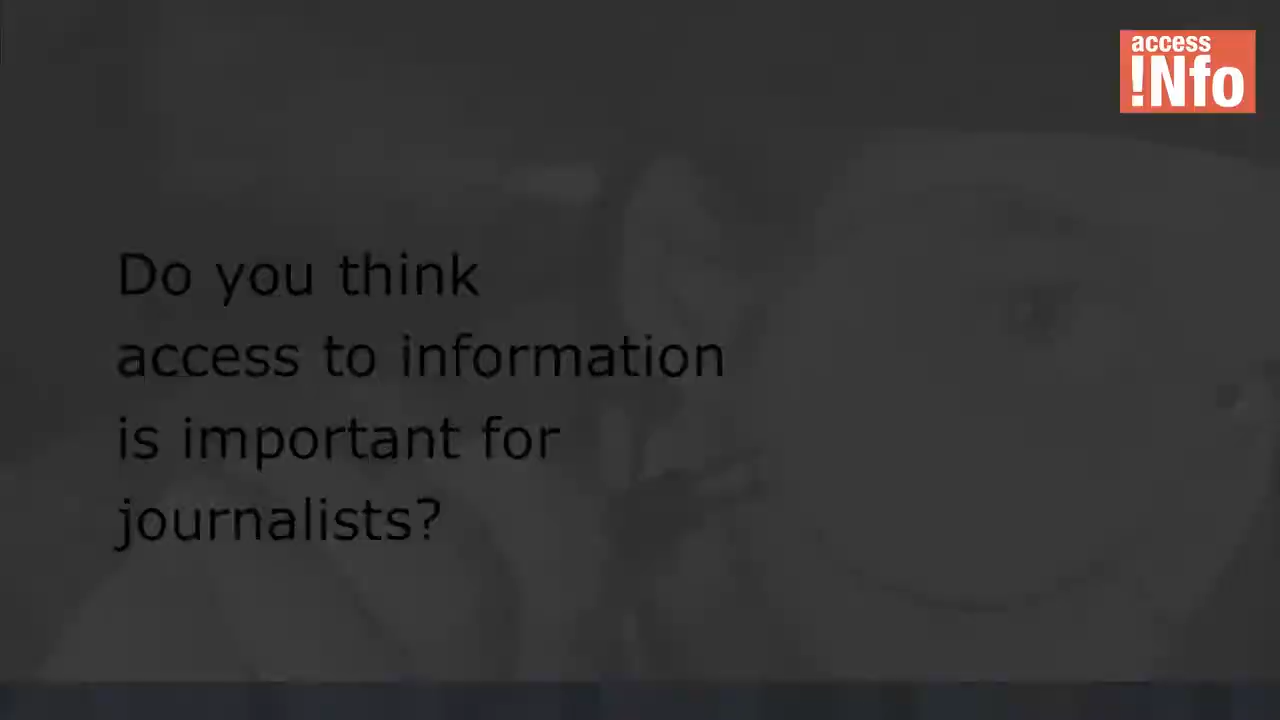 access
!Nfo
Do you think
access to information
is important for
journalists?